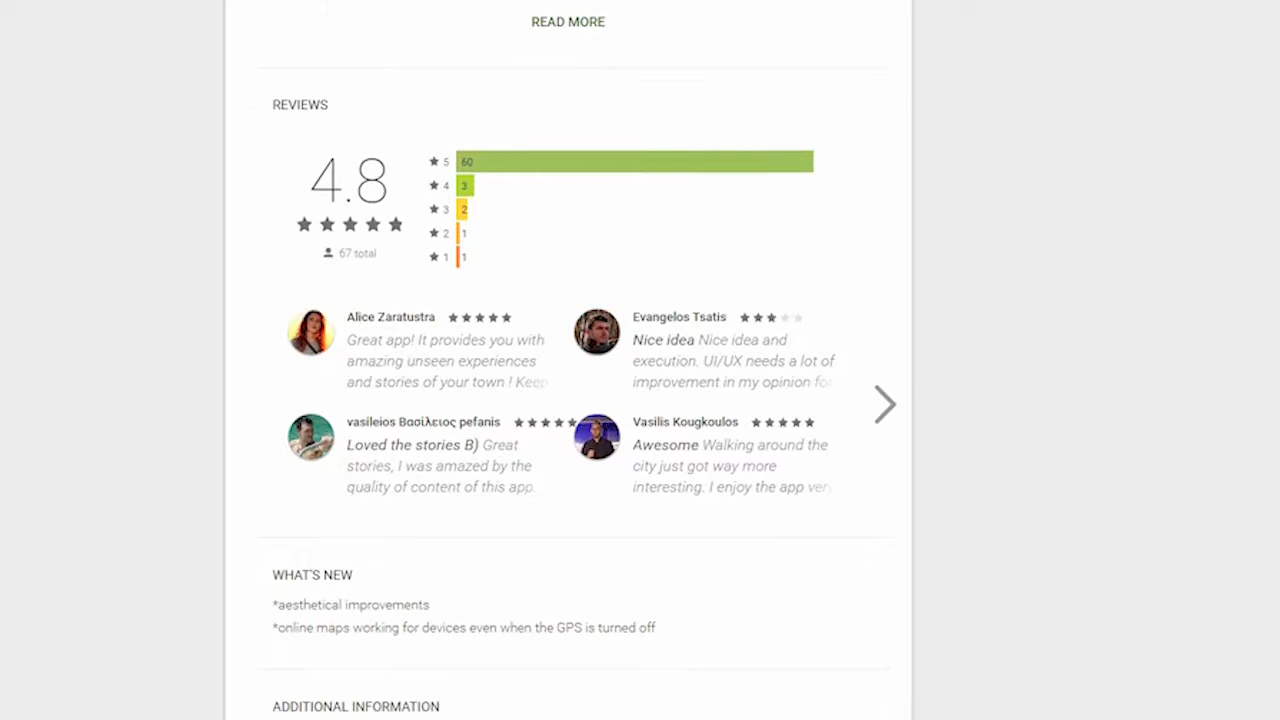 READ MORE
REVIEWS
4.8
67 total
5 60
4 3
3 2
2 1
1 1
Alice Zaratustra
Great app! It provides you with
amazing unseen experiences
and stories of your town ! Keep
Evangelos Tsatis
Nice idea Nice idea and
execution. UI/UX needs a lot of
improvement in my opinion for
vasileios Βασίλειος pefanis
Loved the stories B) Great
stories, I was amazed by the
quality of content of this app.
Vasilis Kougkoulos
Awesome Walking around the
city just got way more
interesting. I enjoy the app very
WHAT'S NEW
*aesthetical improvements
*online maps working for devices even when the GPS is turned off
ADDITIONAL INFORMATION